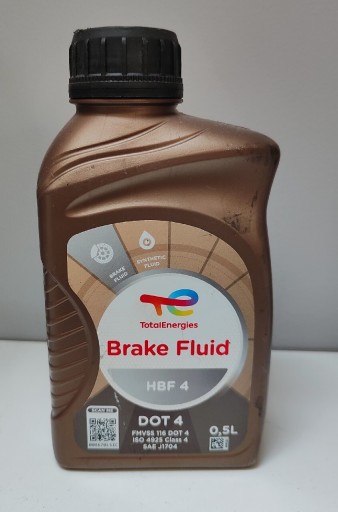 BRAKE
FLUID
SYNTHETIC
FLUID
TotalEnergies
Brake Fluid
HBF 4
SCAN ME
DOT 4
FMVSS 116 DOT 4
ISO 4925 Class 4
SAE J1704
0,5L